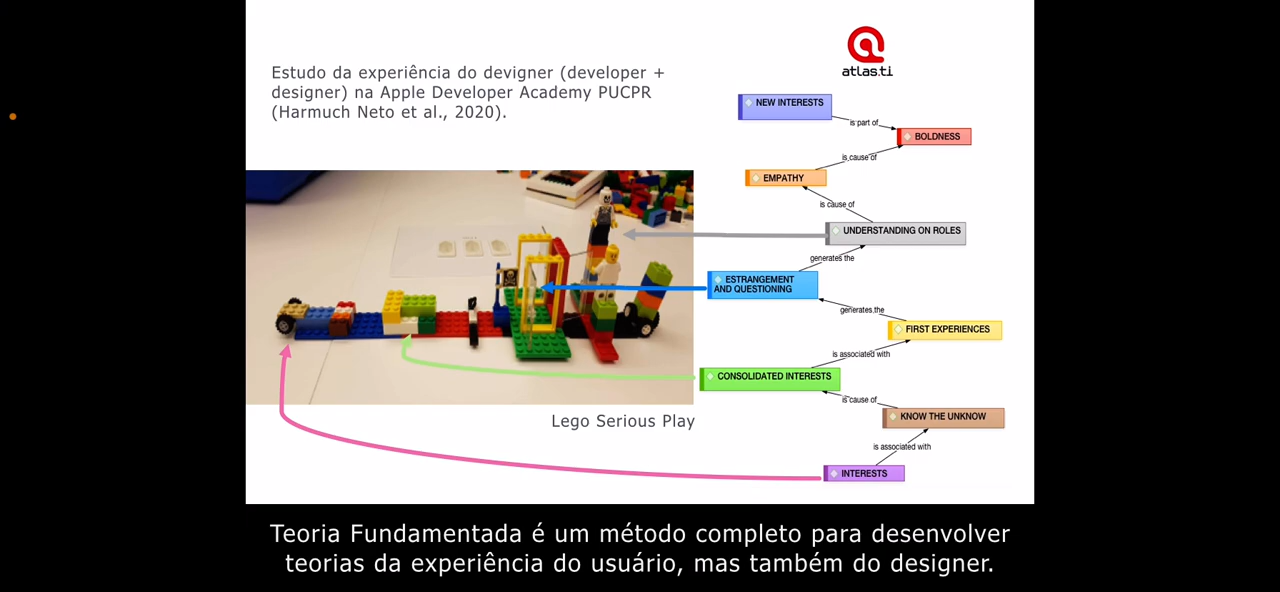 Estudo da experiência do devigner (developer +
designer) na Apple Developer Academy PUCPR
(Harmuch Neto et al., 2020).
atlas.ti
NEW INTERESTS
is part of
BOLDNESS
is cause of
EMPATHY
is cause of
UNDERSTANDING ON ROLES
generates the
ESTRANGEMENT
AND QUESTIONING
generates the
FIRST EXPERIENCES
is associated with
CONSOLIDATED INTERESTS
is cause of
KNOW THE UNKNOW
is associated with
INTERESTS
Lego Serious Play
Teoria Fundamentada é um método completo para desenvolver
teorias da experiência do usuário, mas também do designer.